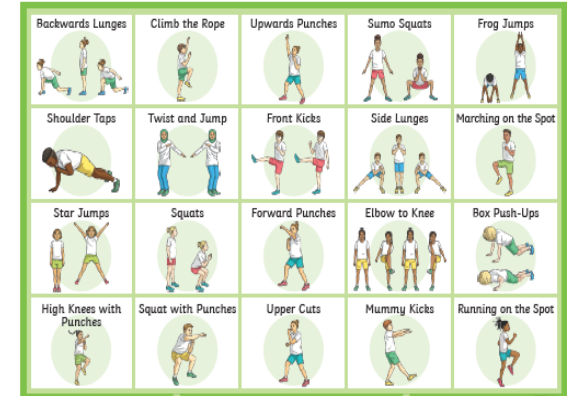 Backwards Lunges
Climb the Rope
Upwards Punches
Sumo Squats
Frog Jumps
Shoulder Taps
Twist and Jump
Front Kicks
Side Lunges
Marching on the Spot
Star Jumps
Squats
Forward Punches
Elbow to Knee
Box Push-Ups
High Knees with
Punches
Squat with Punches
Upper Cuts
Mummy Kicks
Running on the Spot